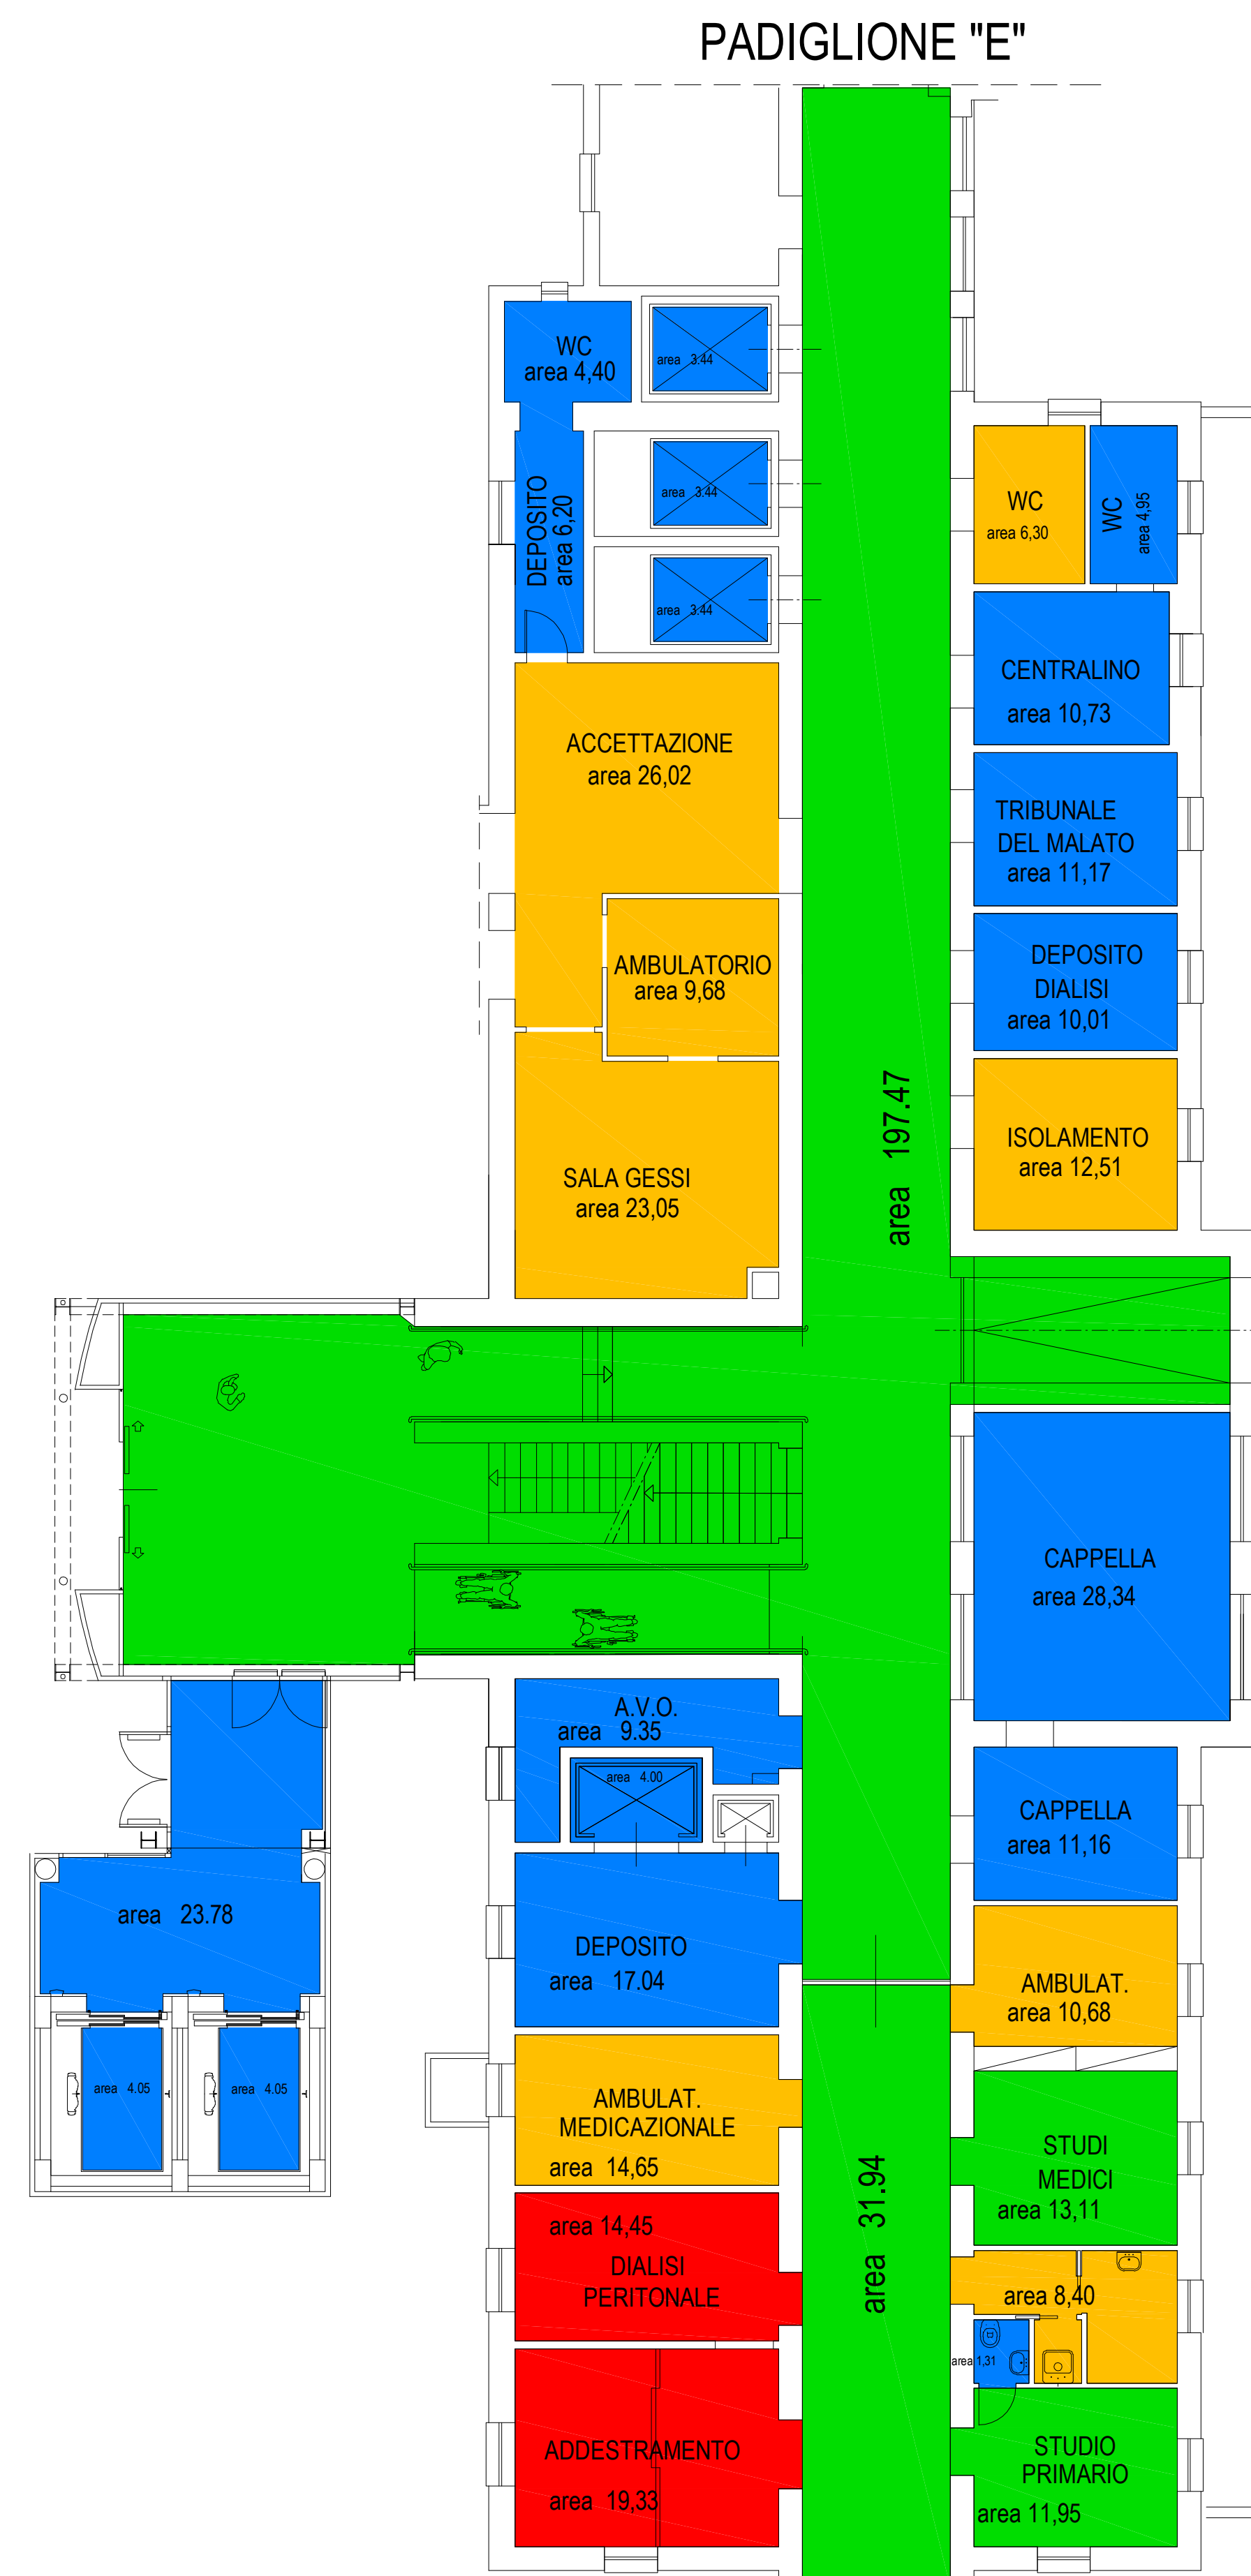 PADIGLIONE "E"
WC
area 4,40
area 3.44
DEPOSITO
area 6,20
area 3.44
area 3.44
WC
area 6,30
WC
area 4,95
CENTRALINO
area 10,73
ACCETTAZIONE
area 26,02
TRIBUNALE
DEL MALATO
area 11,17
AMBULATORIO
area 9,68
DEPOSITO
DIALISI
area 10,01
area 197.47
ISOLAMENTO
area 12,51
SALA GESSI
area 23,05
CAPPELLA
area 28,34
A.V.O.
area 9.35
area 4.00
CAPPELLA
area 11,16
H
H
area 23.78
DEPOSITO
area 17.04
AMBULAT.
area 10,68
area 4.05
area 4.05
AMBULAT.
MEDICAZIONALE
area 14,65
STUDI
MEDICI
area 13,11
area 31.94
area 14,45
DIALISI
PERITONALE
area 8,40
area 1,31
ADDESTRAMENTO
area 19,33
STUDIO
PRIMARIO
area 11,95